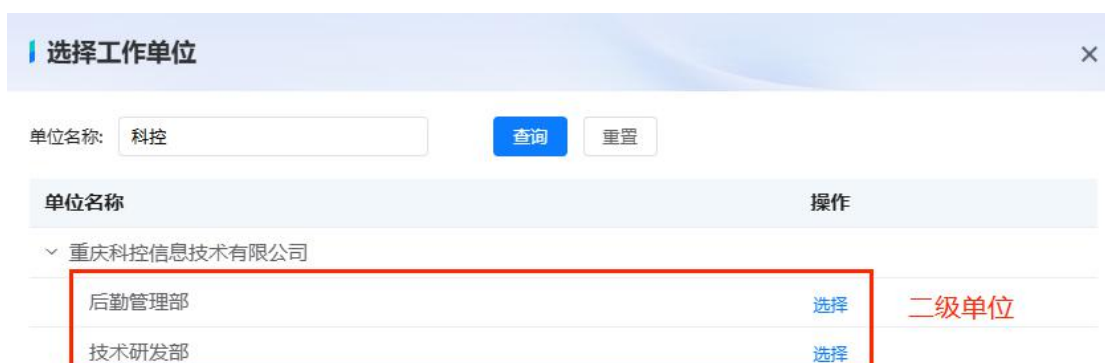 选择工作单位
单位名称: 科控 查询 重置
单位名称 操作
重庆科控信息技术有限公司
后勤管理部 选择 二级单位
技术研发部 选择